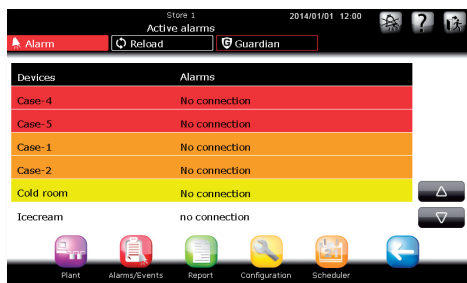 Store 1 2014/01/01 12:00
Active alarms
Alarm Reload Guardian
Devices Alarms
Case-4 No connection
Case-5 No connection
Case-1 No connection
Case-2 No connection
Cold room No connection
Icecream no connection
Plant Alarms/Events Report Configuration Scheduler